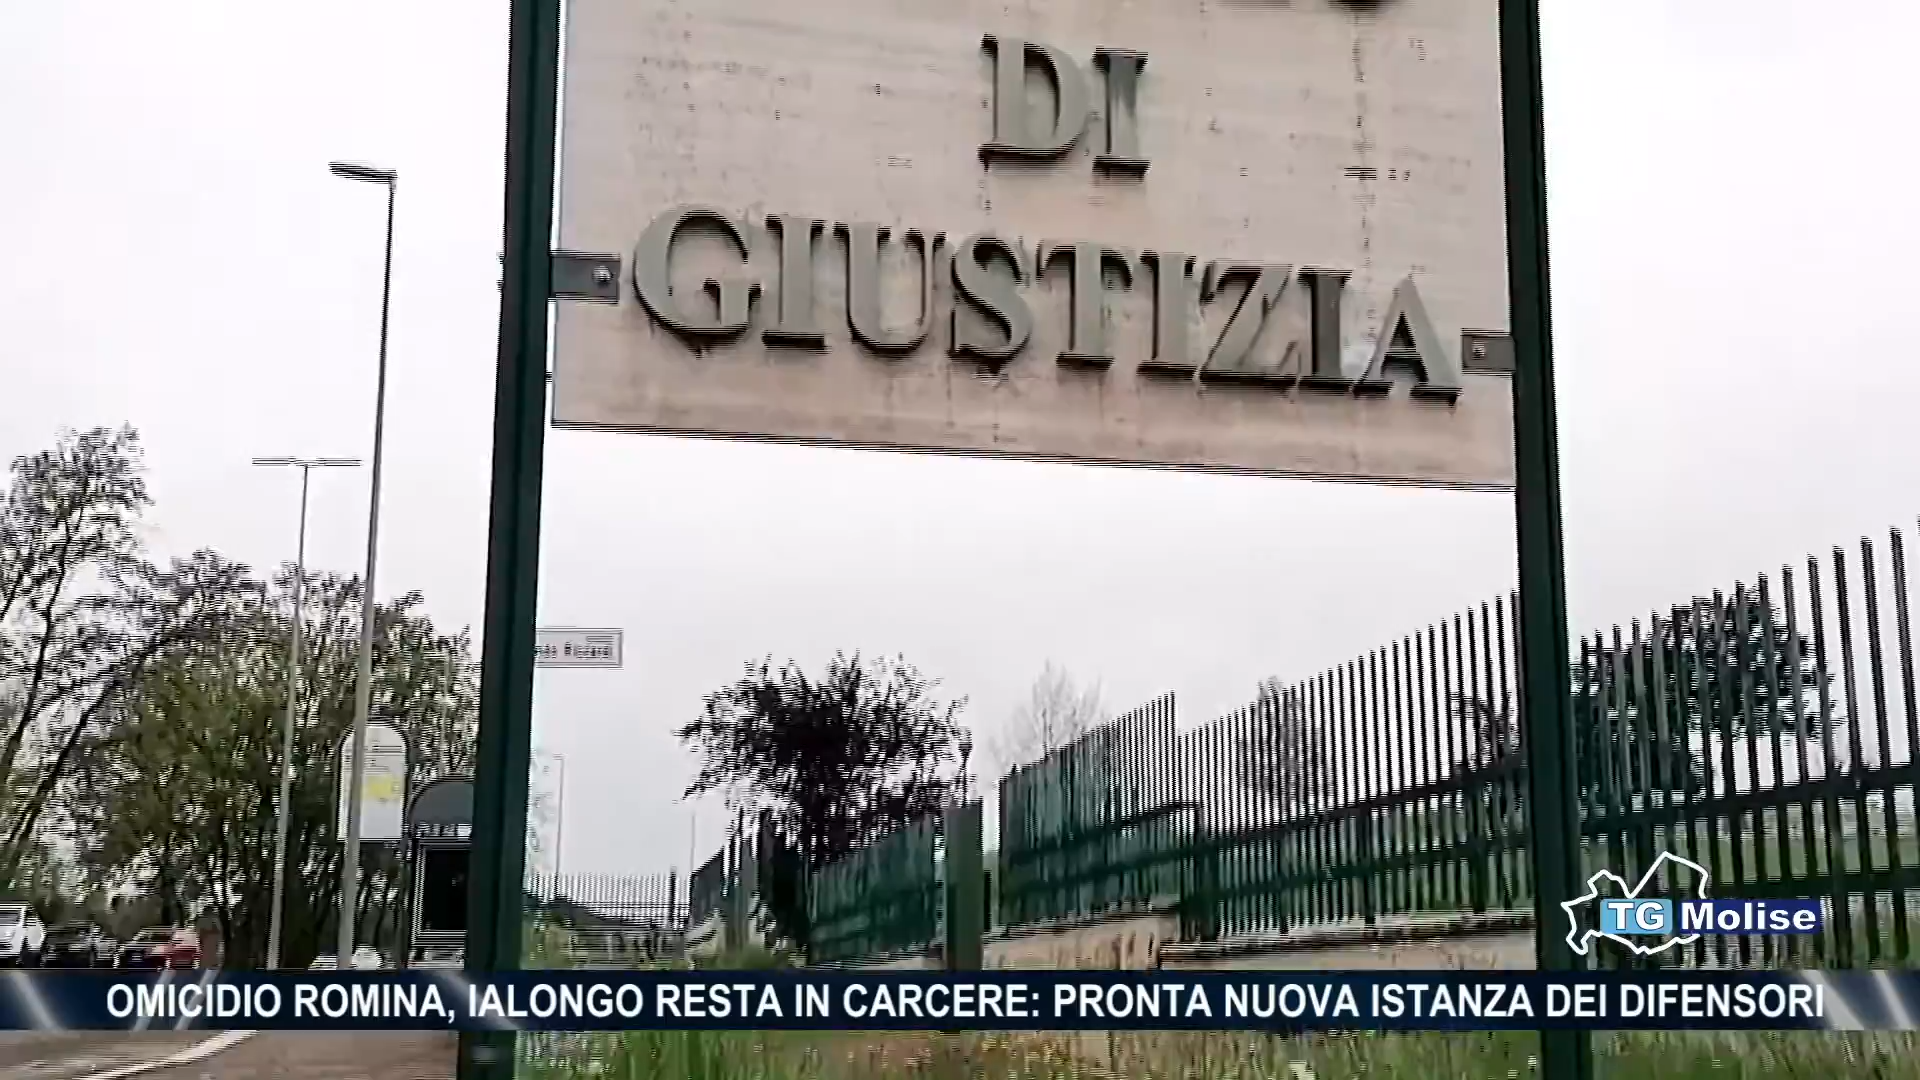 DI
GIUSTIZIA
TG Molise
OMICIDIO ROMINA, IALONGO RESTA IN CARCERE: PRONTA NUOVA ISTANZA DEI DIFENSORI